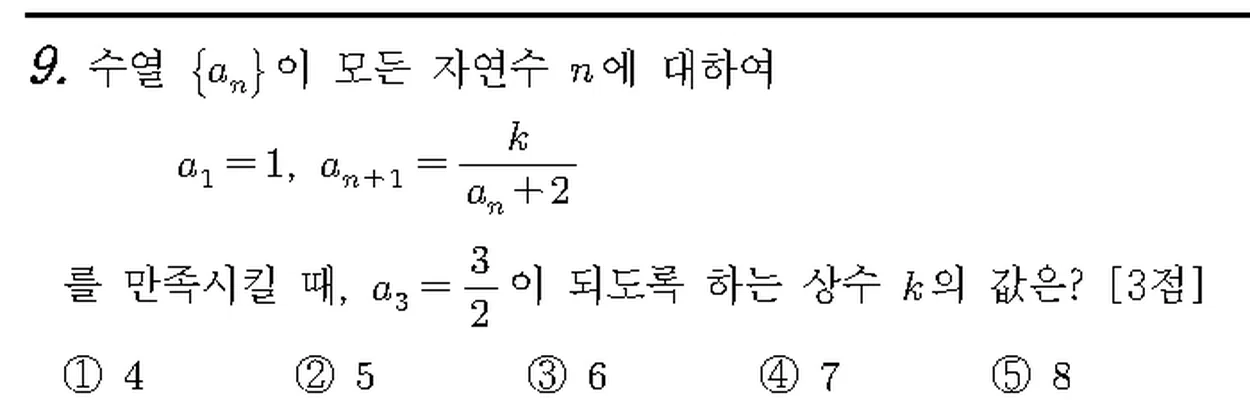 9. 수열 {aₙ}이 모든 자연수 n에 대하여
a₁=1, aₙ₊₁=k/(aₙ+2)
를 만족시킬 때, a₃=3/2이 되도록 하는 상수 k의 값은? [3점]
① 4 ② 5 ③ 6 ④ 7 ⑤ 8